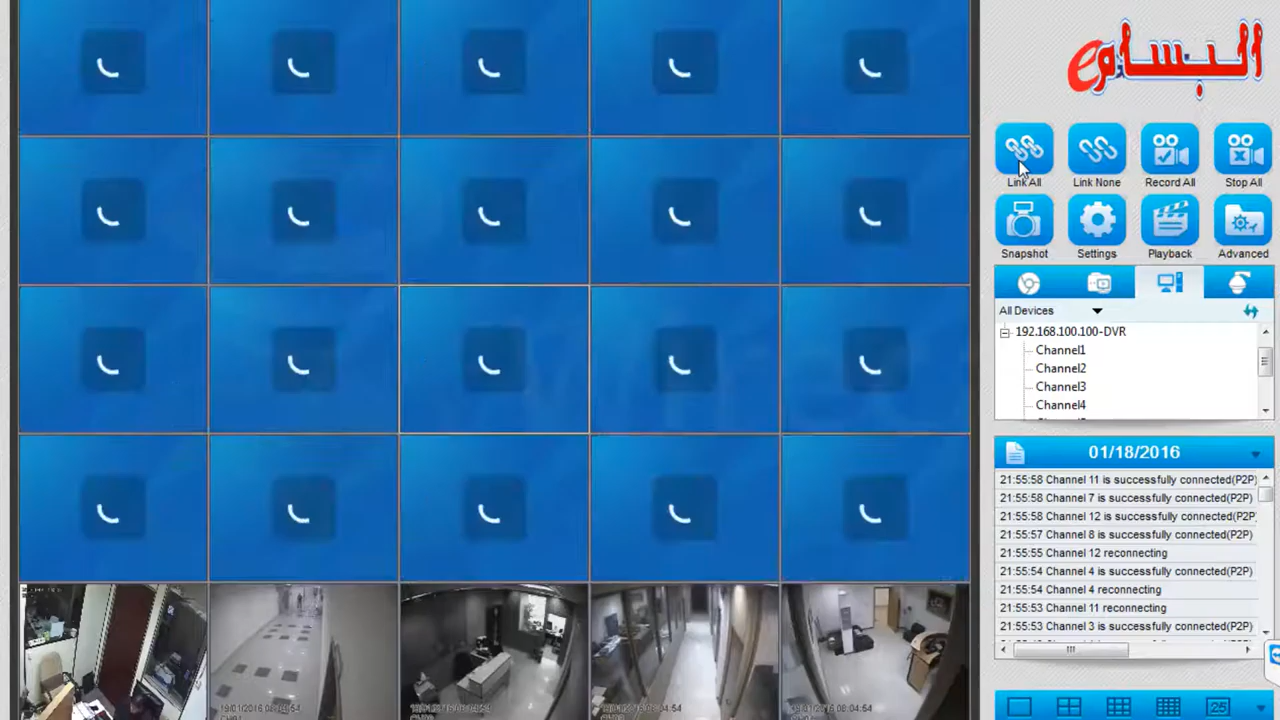 البسام
e
Link All
Link None
Record All
Stop All
Snapshot
Settings
Playback
Advanced
All Devices
192.168.100.100-DVR
Channel1
Channel2
Channel3
Channel4
01/18/2016
21:55:58 Channel 11 is successfully connected(P2P)
21:55:58 Channel 7 is successfully connected(P2P)
21:55:58 Channel 12 is successfully connected(P2P
21:55:57 Channel 8 is successfully connected(P2P)
21:55:55 Channel 12 reconnecting
21:55:54 Channel 4 is successfully connected(P2P)
21:55:54 Channel 4 reconnecting
21:55:53 Channel 11 reconnecting
21:55:53 Channel 3 is successfully connected(P2P)
25